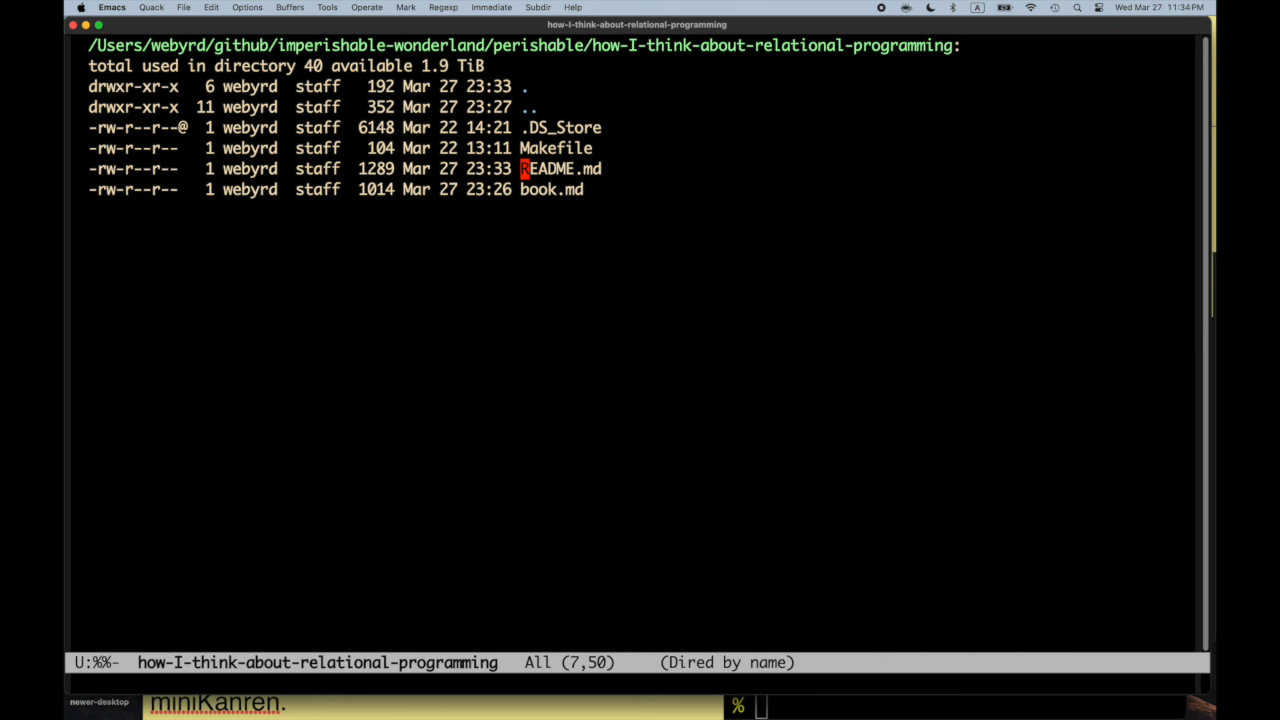 Emacs Quack File Edit Options Buffers Tools Operate Mark Regexp Immediate Subdir Help A Wed Mar 27 11:34 PM
how-I-think-about-relational-programming
/Users/webyrd/github/imperishable-wonderland/perishable/how-I-think-about-relational-programming:
total used in directory 40 available 1.9 TiB
drwxr-xr-x 6 webyrd staff 192 Mar 27 23:33 .
drwxr-xr-x 11 webyrd staff 352 Mar 27 23:27 ..
-rw-r--r--@ 1 webyrd staff 6148 Mar 22 14:21 .DS_Store
-rw-r--r-- 1 webyrd staff 104 Mar 22 13:11 Makefile
-rw-r--r-- 1 webyrd staff 1289 Mar 27 23:33 README.md
-rw-r--r-- 1 webyrd staff 1014 Mar 27 23:26 book.md
U:%%- how-I-think-about-relational-programming All (7,50) (Dired by name)
newer-desktop miniKanren. %